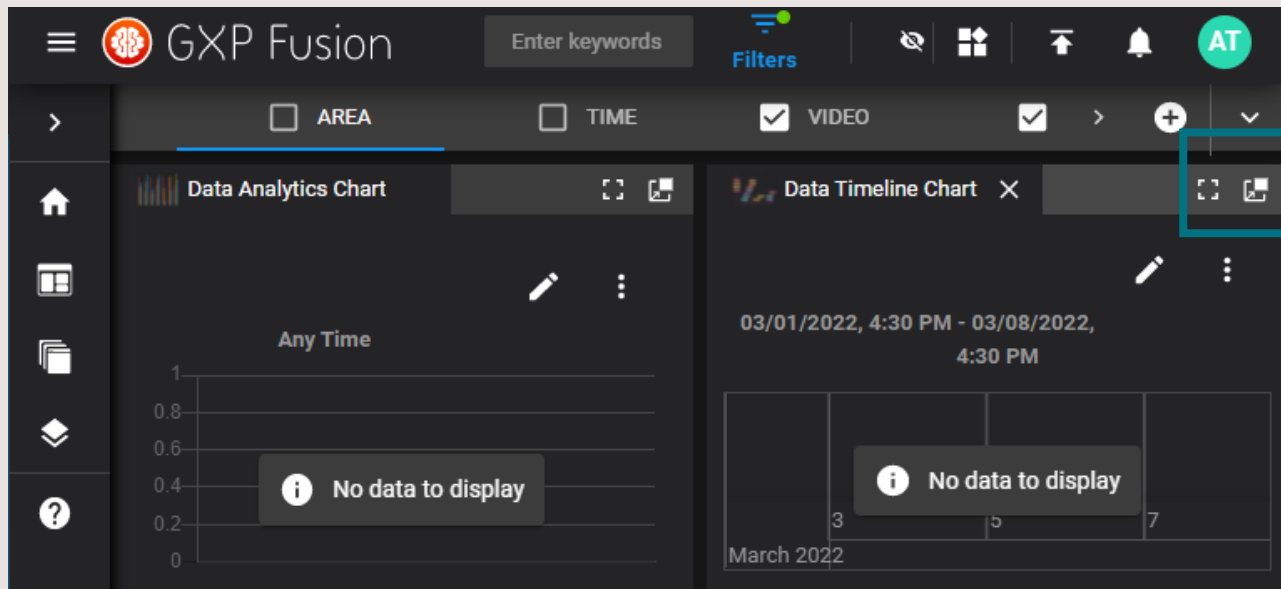 GXP Fusion
Enter keywords
Filters
AT
AREA
TIME
VIDEO
Data Analytics Chart
Data Timeline Chart
Any Time
1
0.8
0.6
0.4
0.2
0
No data to display
03/01/2022, 4:30 PM - 03/08/2022,
4:30 PM
No data to display
3
5
7
March 2022